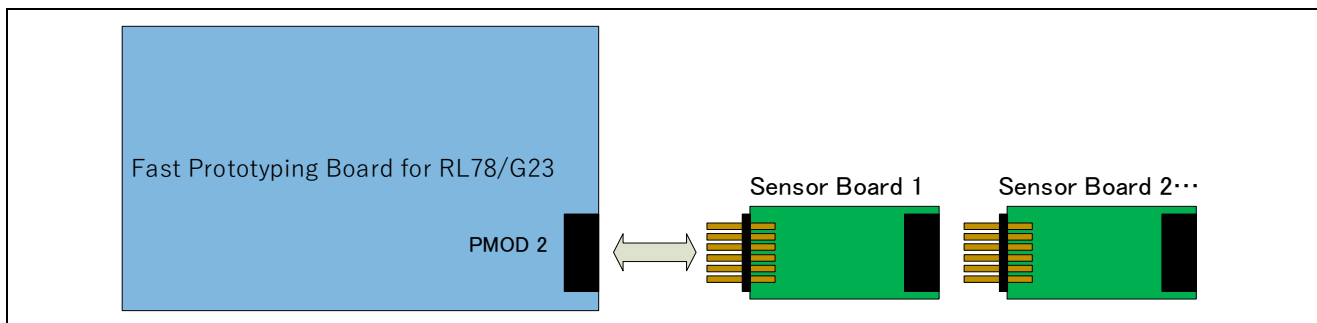 Fast Prototyping Board for RL78/G23
PMOD 2
Sensor Board 1
Sensor Board 2⋯